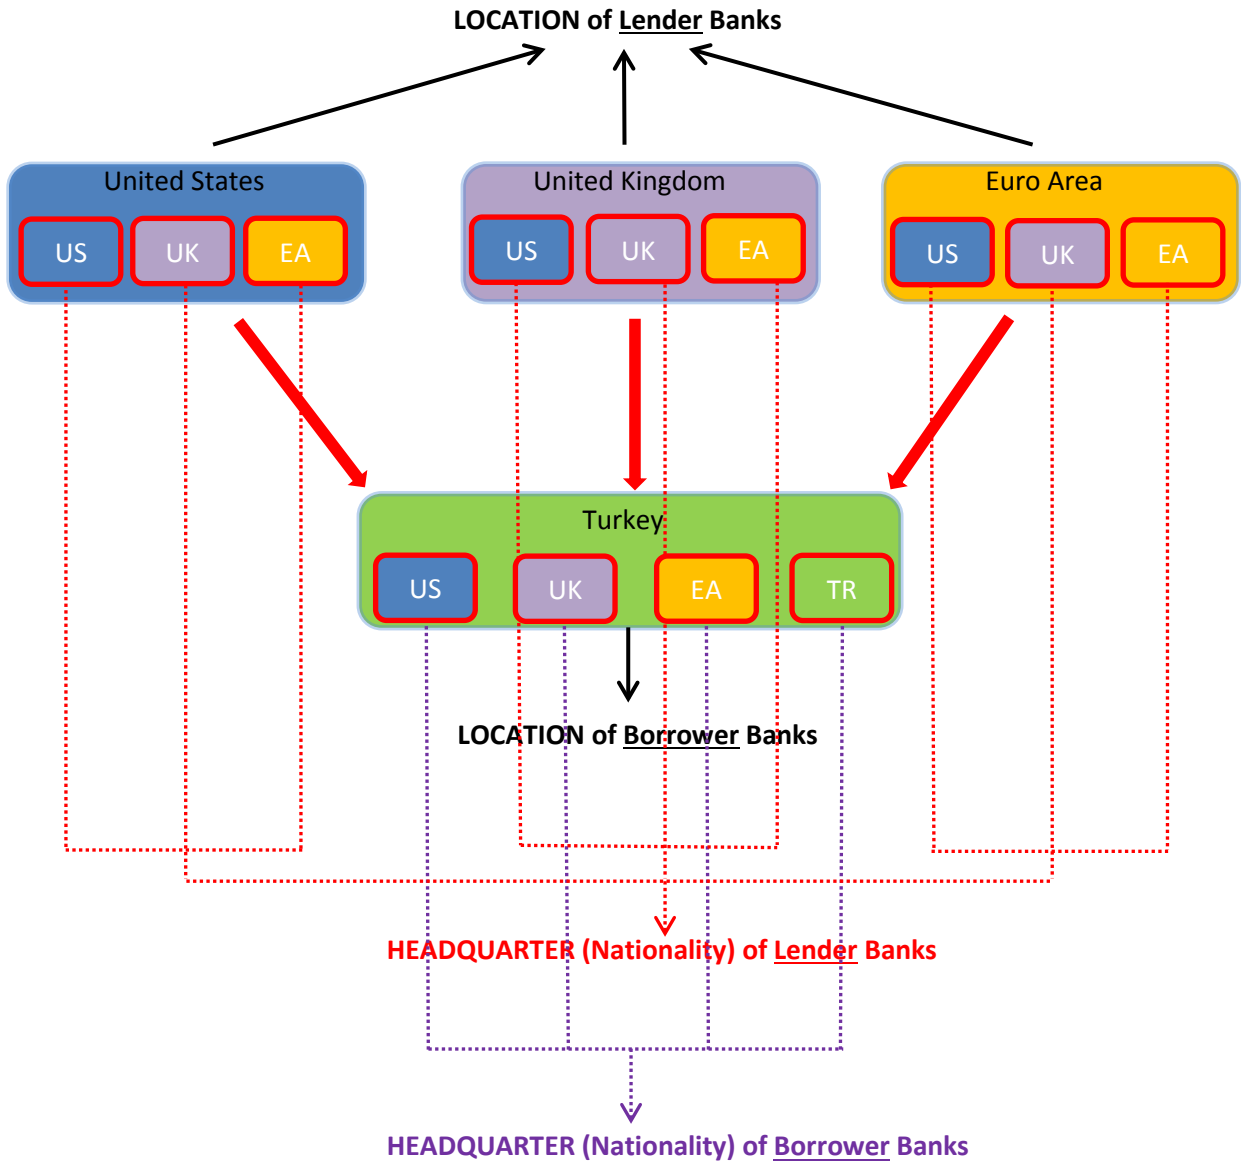 LOCATION of Lender Banks
United States
United Kingdom
Euro Area
US UK EA
US UK EA
US UK EA
Turkey
US UK EA TR
LOCATION of Borrower Banks
HEADQUARTER (Nationality) of Lender Banks
HEADQUARTER (Nationality) of Borrower Banks